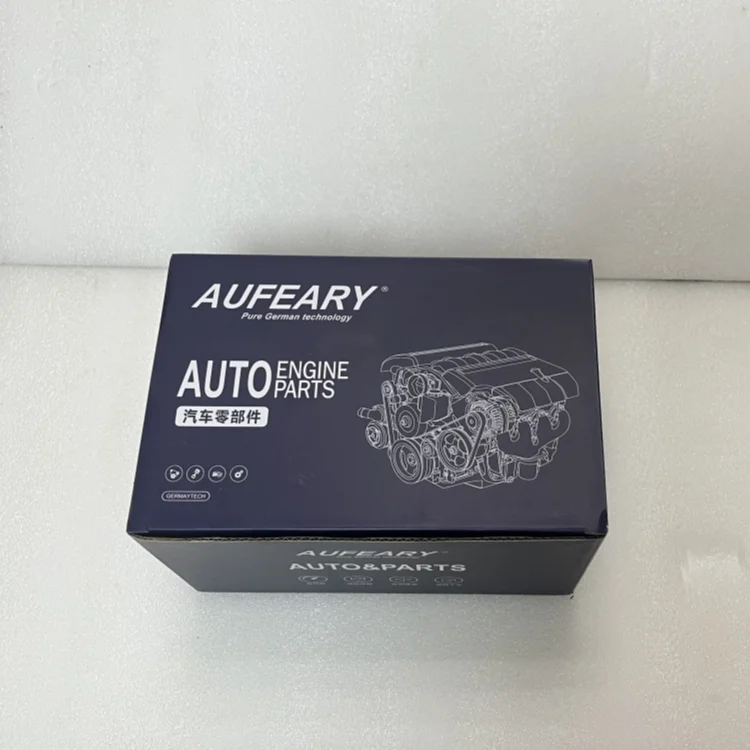 AUFEARY®
Pure German technology
AUTO ENGINE PARTS
汽车零部件
GERMAYTECH
AUFEARY
AUTO&PARTS